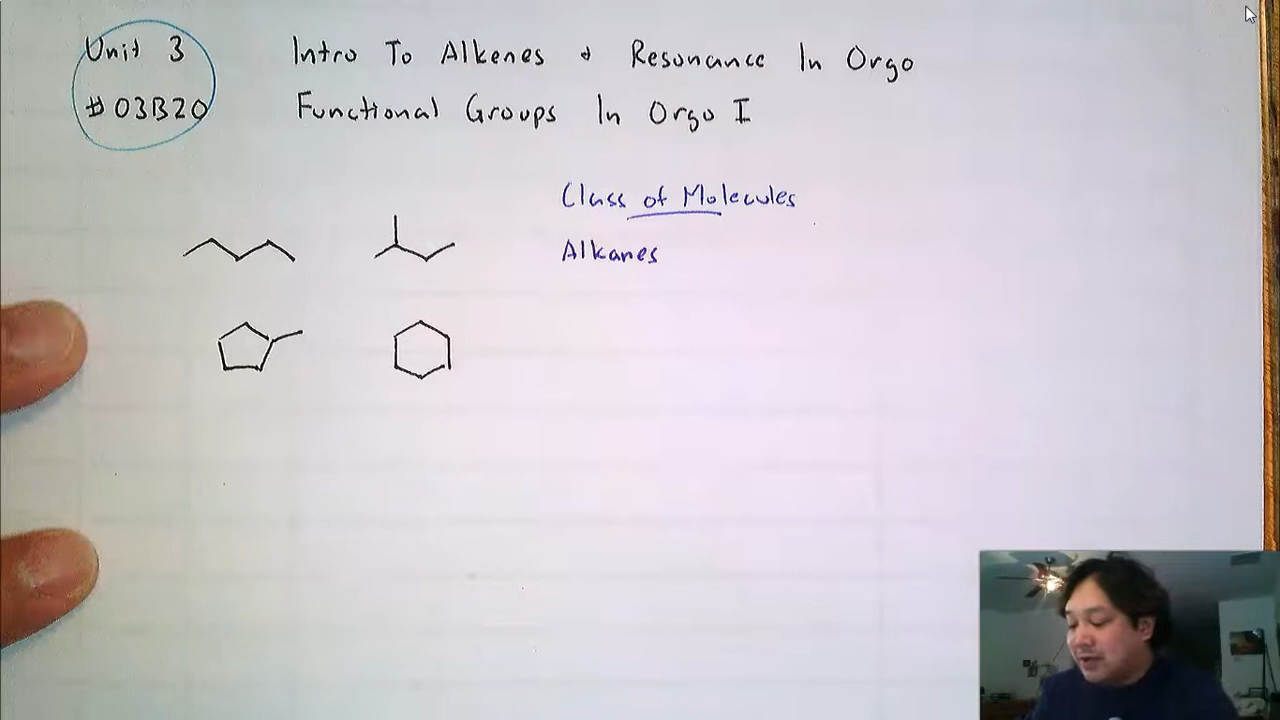 Unit 3 Intro To Alkenes & Resonance In Orgo
#03B20 Functional Groups In Orgo I
Class of Molecules
Alkanes